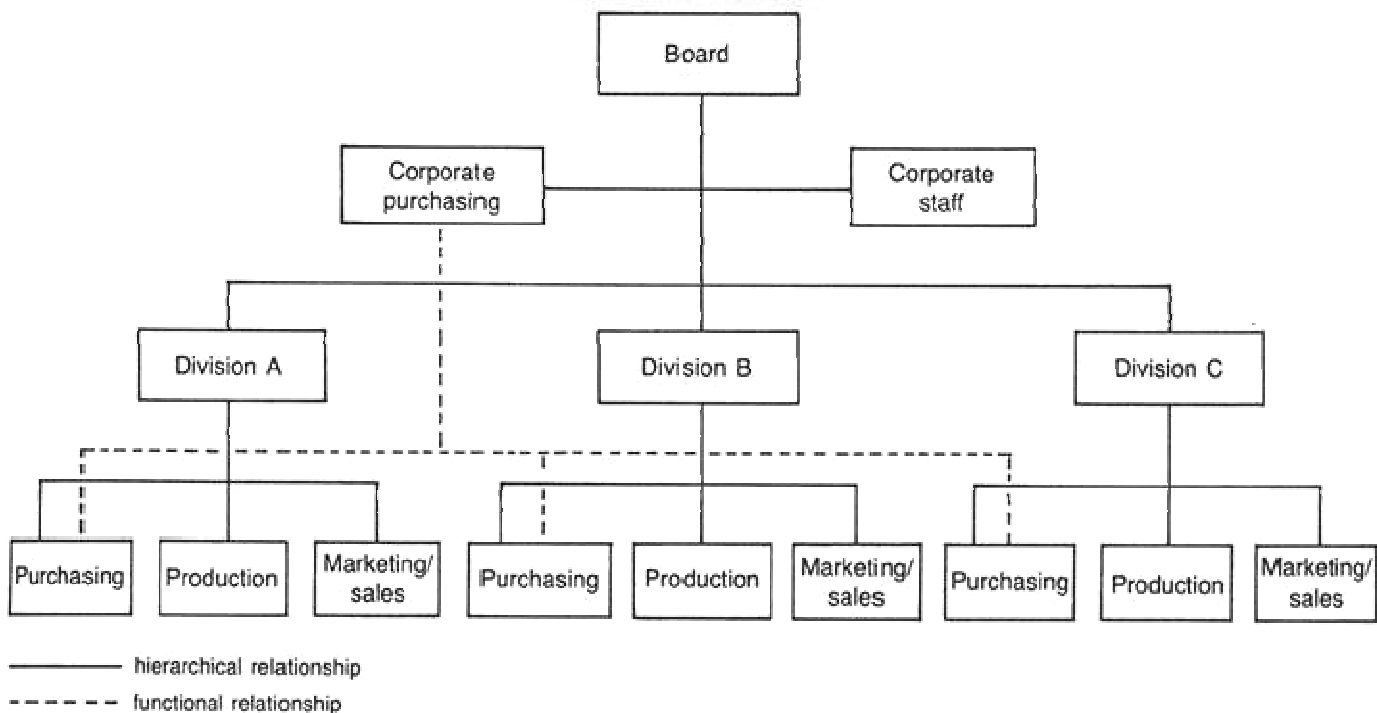 Board
Corporate
purchasing
Corporate
staff
Division A
Division B
Division C
Purchasing
Production
Marketing/
sales
Purchasing
Production
Marketing/
sales
Purchasing
Production
Marketing/
sales
hierarchical relationship
functional relationship